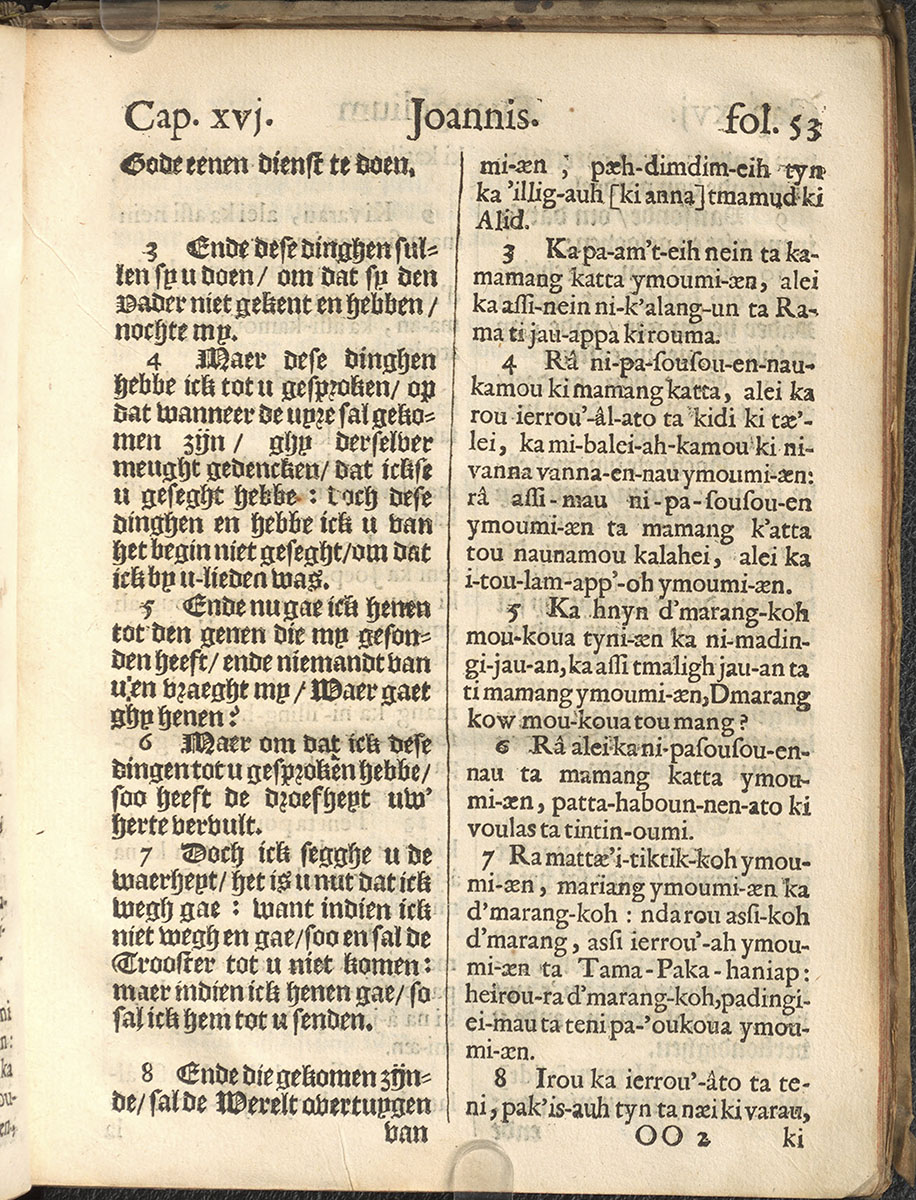 Cap. xvj.
Joannis.
fol. 53
Gode eenen dienst te doen.
3 Ende dese dinghen sul-
len sy u doen/ om dat sy den
Vader niet gekent en hebben/
nochte my.
4 Maer dese dinghen
hebbe ick tot u gesproken/ op
dat wanneer de uyre sal geko-
men zijn/ ghy derselver
meught gedencken/ dat ickse
u geseght hebbe : doch dese
dinghen en hebbe ick u van
het begin niet geseght/om dat
ick by u-lieden was.
5 Ende nu gae ick henen
tot den genen die my geson-
den heeft/ ende niemandt van
u'en vraeght my/ Waer gaet
ghy henen?
6 Maer om dat ick dese
dingen tot u gesproken hebbe/
soo heeft de droefheyt uw'
herte vervult.
7 Doch ick segghe u de
waerheyt/ het is u nut dat ick
wegh gae : want indien ick
niet wegh en gae/soo en sal de
Trooster tot u niet komen:
maer indien ick henen gae/ so
sal ick hem tot u senden.
8 Ende die gekomen zijn-
de/ sal de Werelt overtuygen
van
mi-æn ; pæh-dimdim-eih tyn
ka 'illig-auh [ki anna] tmamud ki
Alid.
3 Ka pa-am't-eih nein ta ka-
mamang katta ymoumi-æn, alei
ka aſſi-nein ni-k'alang-un ta Ra-
ma ti jau-appa ki rouma.
4 Râ ni-pa-ſouſou-en-nau-
kamou ki mamang katta, alei ka
rou ierrou'-âl-ato ta kidi ki tæ'-
lei, ka mi-balei-ah-kamou ki ni-
vanna vanna-en-nau ymoumi-æn:
râ aſſi-mau ni-pa-ſouſou-en
ymoumi-æn ta mamang k'atta
tou naunamou kalahei, alei ka
i-tou-lam-app'-oh ymoumi-æn.
5 Ka hnyn d'marang-koh
mou-koua tyni-æn ka ni-madin-
gi-jau-an, ka aſſi tmaligh jau-an ta
ti mamang ymoumi-æn, Dmarang
kow mou-koua tou mang?
6 Râ alei ka ni-paſouſou-en-
nau ta mamang katta ymou-
mi-æn, patta-haboun-nen-ato ki
voulas ta tintin-oumi.
7 Ra mattæ'i-tiktik-koh ymou-
mi-æn, mariang ymoumi-æn ka
d'marang-koh : nda rou aſſi-koh
d'marang, aſſi ierrou'-ah ymou-
mi-æn ta Tama-Paka-haniap:
heirou-ra d'marang-koh, padingi-
ei-mau ta teni pa-'oukoua ymou-
mi-æn.
8 Irou ka ierrou'-âto ta te-
ni, pak'is-auh tyn ta næi ki varau,
OO 2
ki